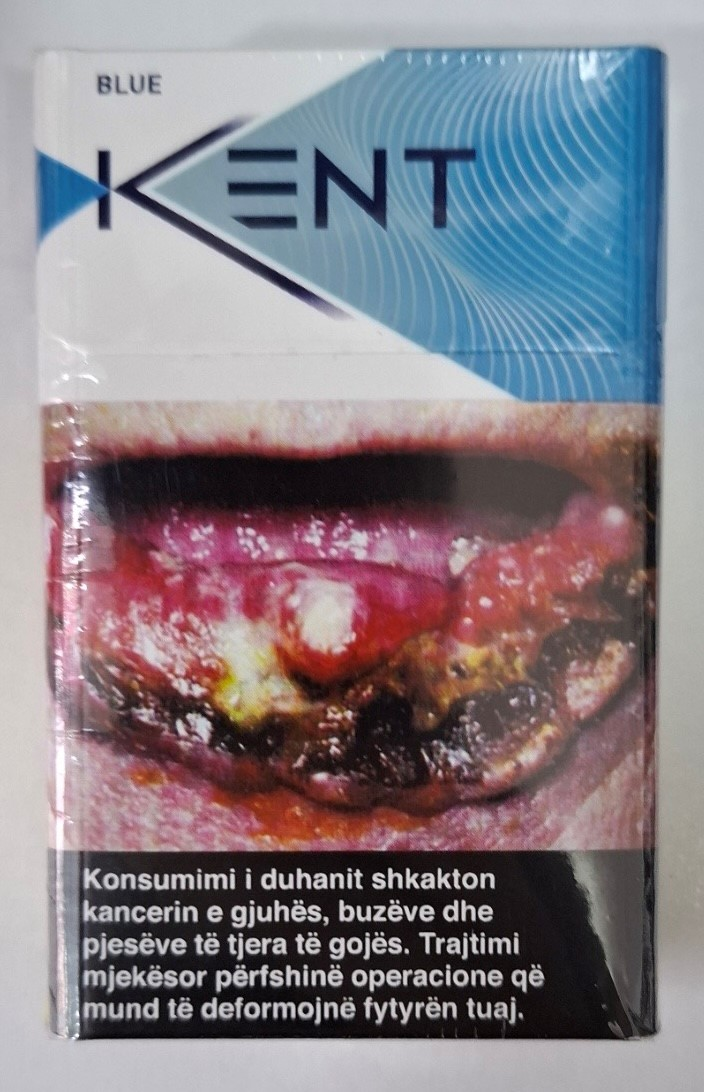 BLUE
KENT
Konsumimi i duhanit shkakton
kancerin e gjuhës, buzëve dhe
pjesëve të tjera të gojës. Trajtimi
mjekësor përfshinë operacione që
mund të deformojnë fytyrën tuaj.